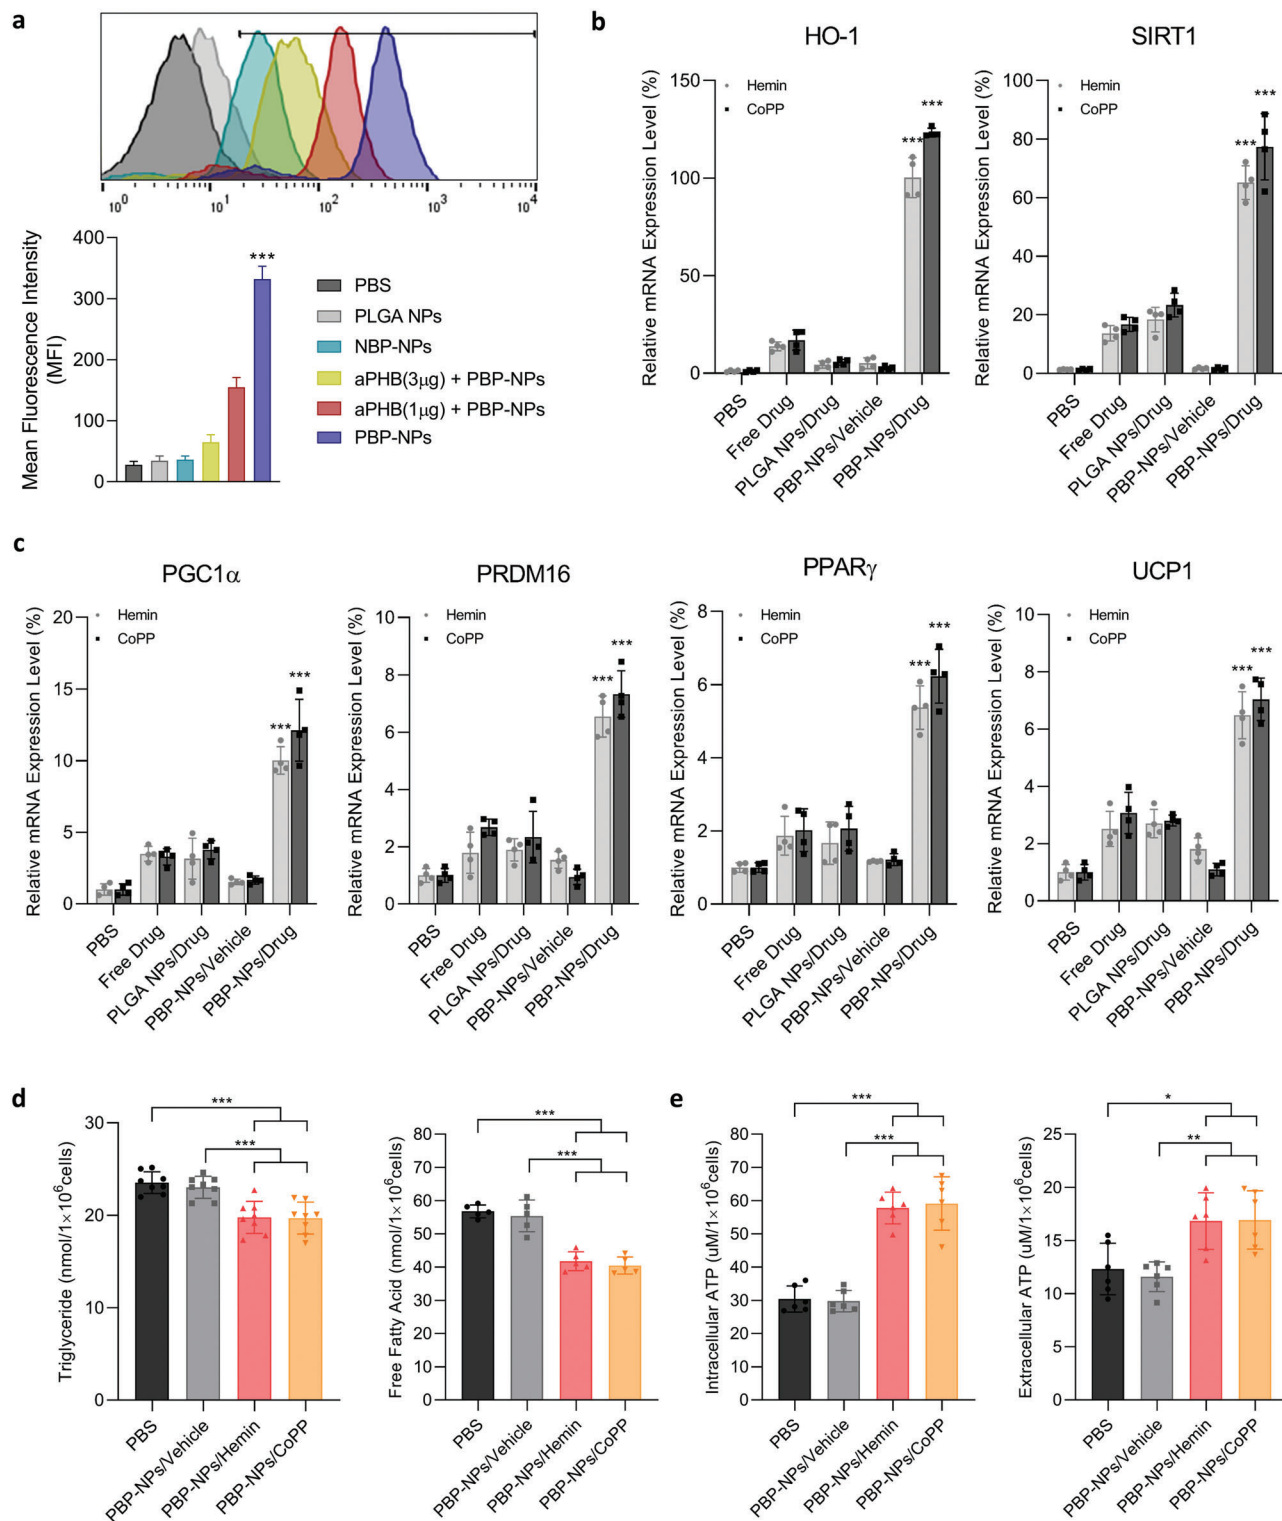 a
10⁰ 10¹ 10² 10³ 10⁴
Mean Fluorescence Intensity
(MFI)
400
300
200
100
0
***
PBS
PLGA NPs
NBP-NPs
aPHB(3μg) + PBP-NPs
aPHB(1μg) + PBP-NPs
PBP-NPs
b
HO-1
Relative mRNA Expression Level (%)
150
100
50
0
Hemin
CoPP
***
***
PBS
Free Drug
PLGA NPs/Drug
PBP-NPs/Vehicle
PBP-NPs/Drug
SIRT1
Relative mRNA Expression Level (%)
100
80
60
40
20
0
Hemin
CoPP
***
***
PBS
Free Drug
PLGA NPs/Drug
PBP-NPs/Vehicle
PBP-NPs/Drug
c
PGC1α
Relative mRNA Expression Level (%)
20
15
10
5
0
Hemin
CoPP
***
***
PBS
Free Drug
PLGA NPs/Drug
PBP-NPs/Vehicle
PBP-NPs/Drug
PRDM16
Relative mRNA Expression Level (%)
10
8
6
4
2
0
Hemin
CoPP
***
***
PBS
Free Drug
PLGA NPs/Drug
PBP-NPs/Vehicle
PBP-NPs/Drug
PPARγ
Relative mRNA Expression Level (%)
8
6
4
2
0
Hemin
CoPP
***
***
PBS
Free Drug
PLGA NPs/Drug
PBP-NPs/Vehicle
PBP-NPs/Drug
UCP1
Relative mRNA Expression Level (%)
10
8
6
4
2
0
Hemin
CoPP
***
***
PBS
Free Drug
PLGA NPs/Drug
PBP-NPs/Vehicle
PBP-NPs/Drug
d
Triglyceride (nmol/1×10⁶cells)
30
20
10
0
***
***
PBS
PBP-NPs/Vehicle
PBP-NPs/Hemin
PBP-NPs/CoPP
Free Fatty Acid (nmol/1×10⁶cells)
80
70
60
50
40
30
20
10
0
***
***
PBS
PBP-NPs/Vehicle
PBP-NPs/Hemin
PBP-NPs/CoPP
e
Intracellular ATP (uM/1×10⁶cells)
80
70
60
50
40
30
20
10
0
***
***
PBS
PBP-NPs/Vehicle
PBP-NPs/Hemin
PBP-NPs/CoPP
Extracellular ATP (uM/1×10⁶cells)
25
20
15
10
5
0
*
**
PBS
PBP-NPs/Vehicle
PBP-NPs/Hemin
PBP-NPs/CoPP